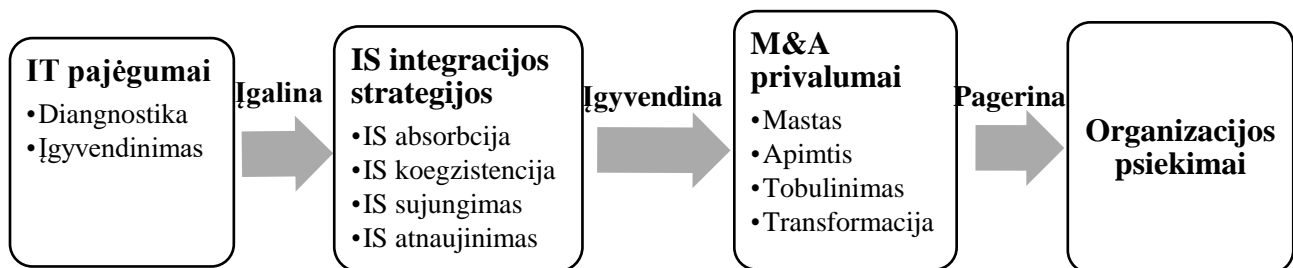 IT pajėgumai
•Diangnostika
•Įgyvendinimas
Įgalina
IS integracijos
strategijos
•IS absorbcija
•IS koegzistencija
•IS sujungimas
•IS atnaujinimas
Įgyvendina
M&A
privalumai
•Mastas
•Apimtis
•Tobulinimas
•Transformacija
Pagerina
Organizacijos
psiekimai